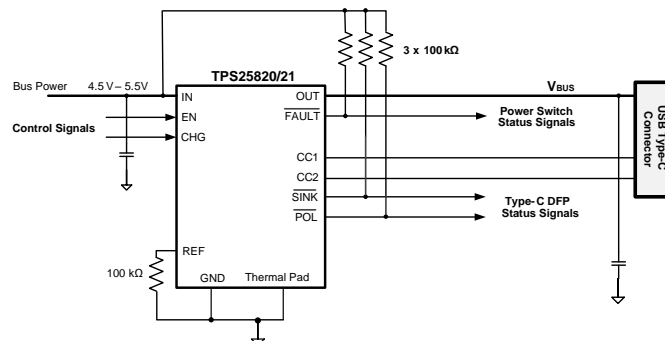 3 x 100kΩ
TPS25820/21
Bus Power 4.5 V – 5.5V
IN
OUT
VBUS
EN
FAULT
Power Switch
Status Signals
Control Signals
CHG
CC1
CC2
USB Type-C
Connector
SINK
Type-C DFP
Status Signals
POL
REF
100 kΩ
GND
Thermal Pad